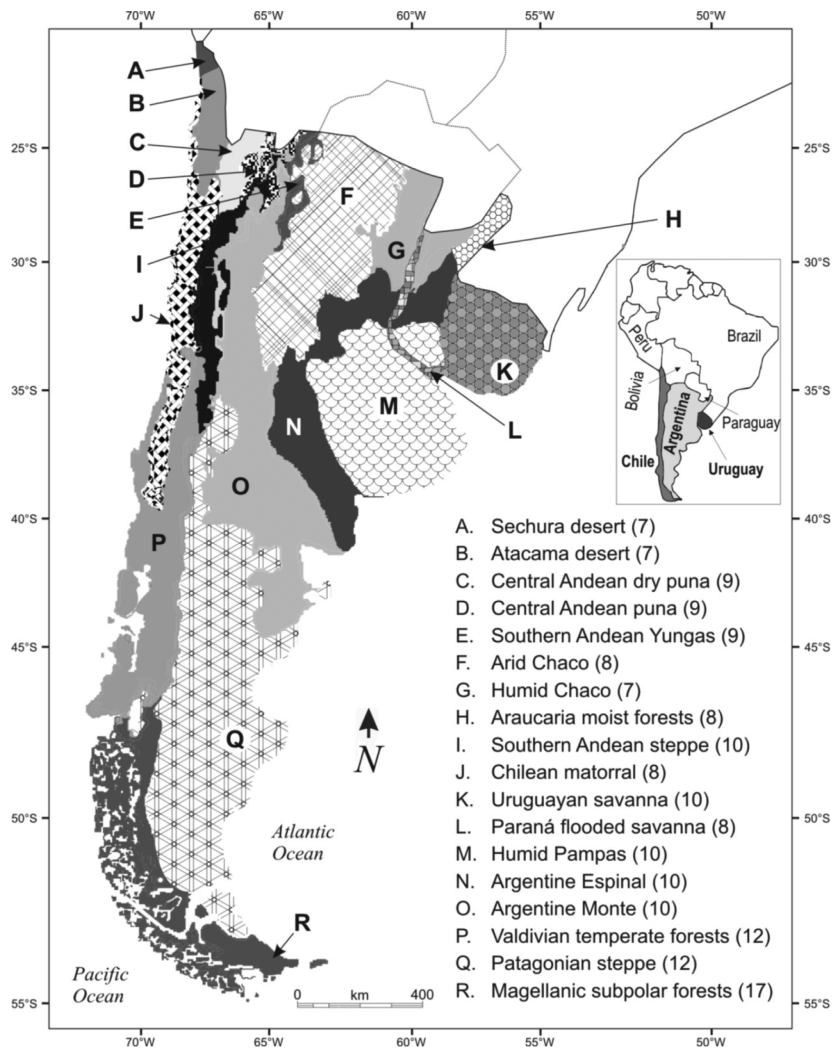 70°W 65°W 60°W 55°W 50°W
25°S
30°S
35°S
40°S
45°S
50°S
55°S
25°S
30°S
35°S
40°S
45°S
50°S
55°S
A
B
C
D
E
F
G
H
I
J
K
L
M
N
O
P
Q
R
Peru
Brazil
Bolivia
Paraguay
Argentina
Chile
Uruguay
A. Sechura desert (7)
B. Atacama desert (7)
C. Central Andean dry puna (9)
D. Central Andean puna (9)
E. Southern Andean Yungas (9)
F. Arid Chaco (8)
G. Humid Chaco (7)
H. Araucaria moist forests (8)
I. Southern Andean steppe (10)
J. Chilean matorral (8)
K. Uruguayan savanna (10)
L. Paraná flooded savanna (8)
M. Humid Pampas (10)
N. Argentine Espinal (10)
O. Argentine Monte (10)
P. Valdivian temperate forests (12)
Q. Patagonian steppe (12)
R. Magellanic subpolar forests (17)
N
Atlantic
Ocean
Pacific
Ocean
0 km 400
70°W 65°W 60°W 55°W 50°W